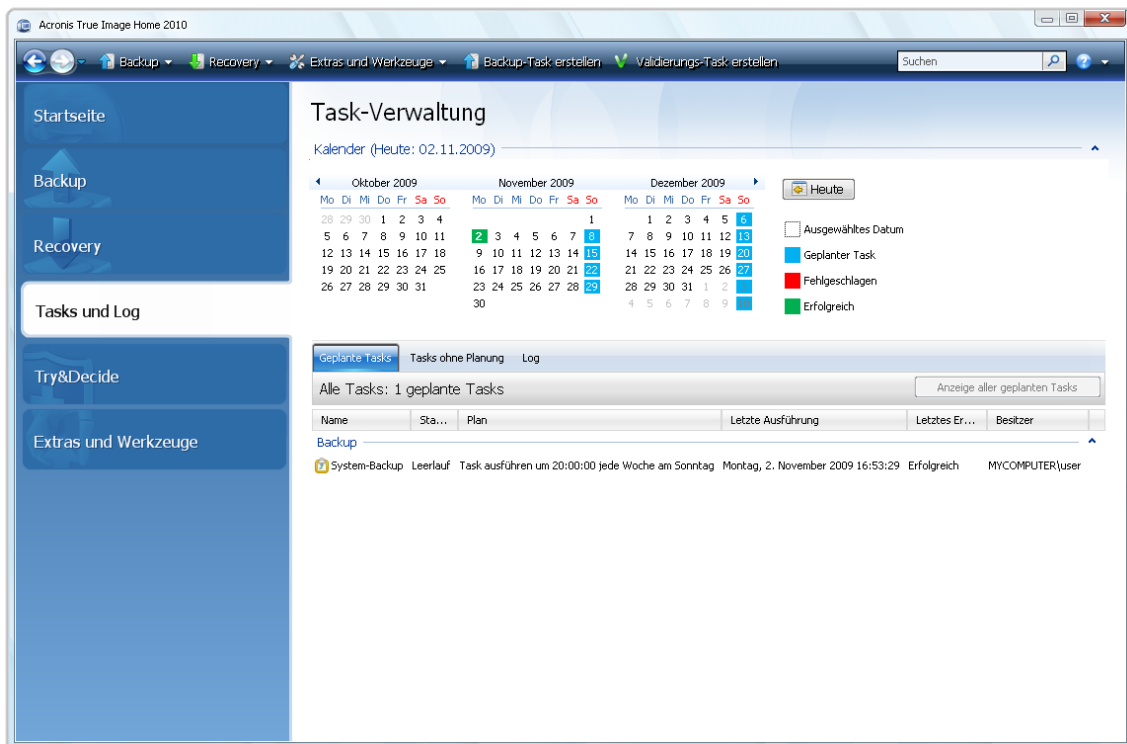 Acronis True Image Home 2010
Backup Recovery Extras und Werkzeuge Backup-Task erstellen Validierungs-Task erstellen Suchen
Startseite
Backup
Recovery
Tasks und Log
Try&Decide
Extras und Werkzeuge
Task-Verwaltung
Kalender (Heute: 02.11.2009)
Oktober 2009
Mo Di Mi Do Fr Sa So
28 29 30 1 2 3 4
5 6 7 8 9 10 11
12 13 14 15 16 17 18
19 20 21 22 23 24 25
26 27 28 29 30 31
November 2009
Mo Di Mi Do Fr Sa So
1
2 3 4 5 6 7 8
9 10 11 12 13 14 15
16 17 18 19 20 21 22
23 24 25 26 27 28 29
30
Dezember 2009
Mo Di Mi Do Fr Sa So
1 2 3 4 5 6
7 8 9 10 11 12 13
14 15 16 17 18 19 20
21 22 23 24 25 26 27
28 29 30 31 1 2
4 5 6 7 8 9
Heute
Ausgewähltes Datum
Geplanter Task
Fehlgeschlagen
Erfolgreich
Geplante Tasks Tasks ohne Planung Log
Alle Tasks: 1 geplante Tasks Anzeige aller geplanten Tasks
Name Sta... Plan Letzte Ausführung Letztes Er... Besitzer
Backup
System-Backup Leerlauf Task ausführen um 20:00:00 jede Woche am Sonntag Montag, 2. November 2009 16:53:29 Erfolgreich MYCOMPUTER\user